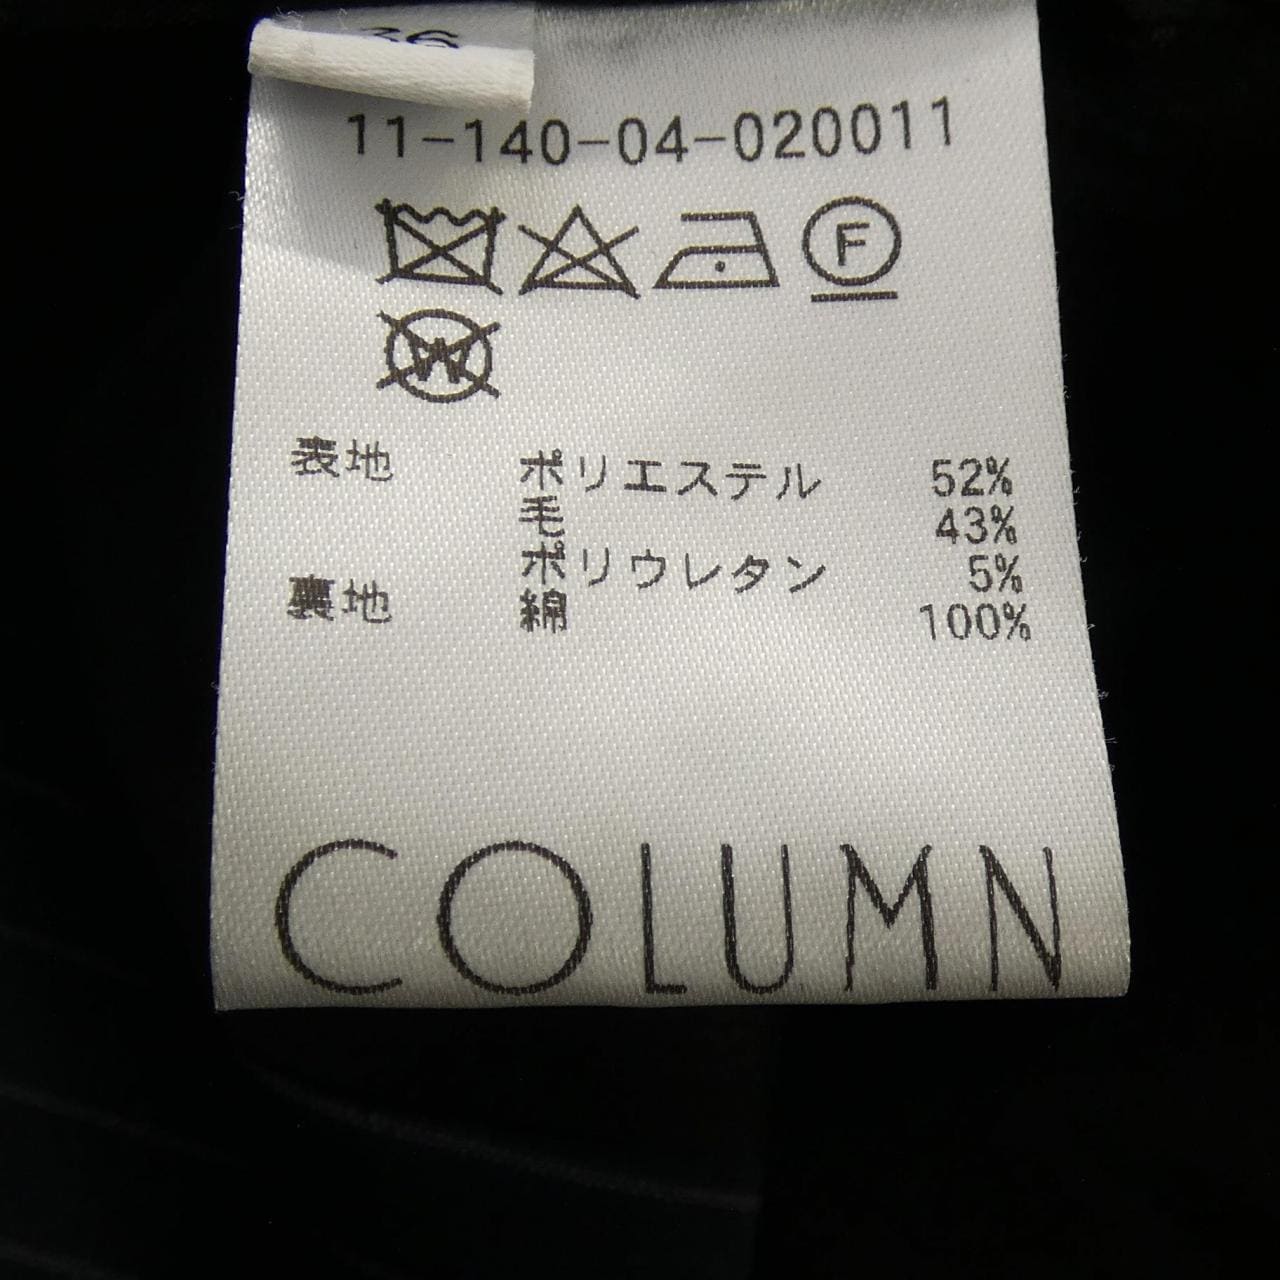 36
11-140-04-020011
F
W
表地 ポリエステル 52%
毛 43%
ポリウレタン 5%
裏地 綿 100%
COLUMN